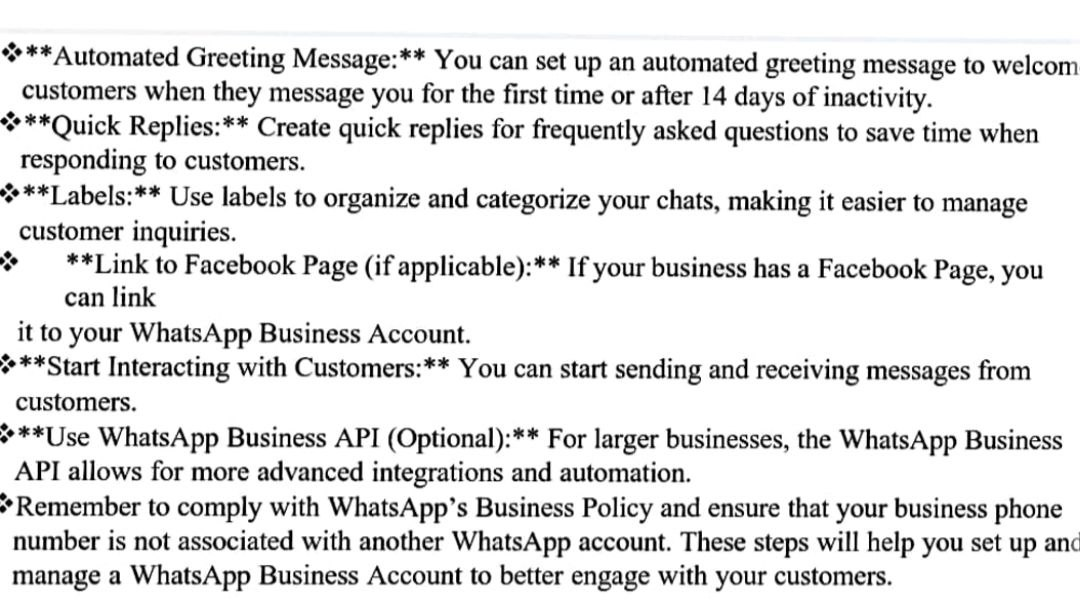 ❖**Automated Greeting Message:** You can set up an automated greeting message to welcom
customers when they message you for the first time or after 14 days of inactivity.
❖**Quick Replies:** Create quick replies for frequently asked questions to save time when
responding to customers.
❖**Labels:** Use labels to organize and categorize your chats, making it easier to manage
customer inquiries.
❖ **Link to Facebook Page (if applicable):** If your business has a Facebook Page, you
can link
it to your WhatsApp Business Account.
❖**Start Interacting with Customers:** You can start sending and receiving messages from
customers.
❖**Use WhatsApp Business API (Optional):** For larger businesses, the WhatsApp Business
API allows for more advanced integrations and automation.
❖Remember to comply with WhatsApp’s Business Policy and ensure that your business phone
number is not associated with another WhatsApp account. These steps will help you set up and
manage a WhatsApp Business Account to better engage with your customers.